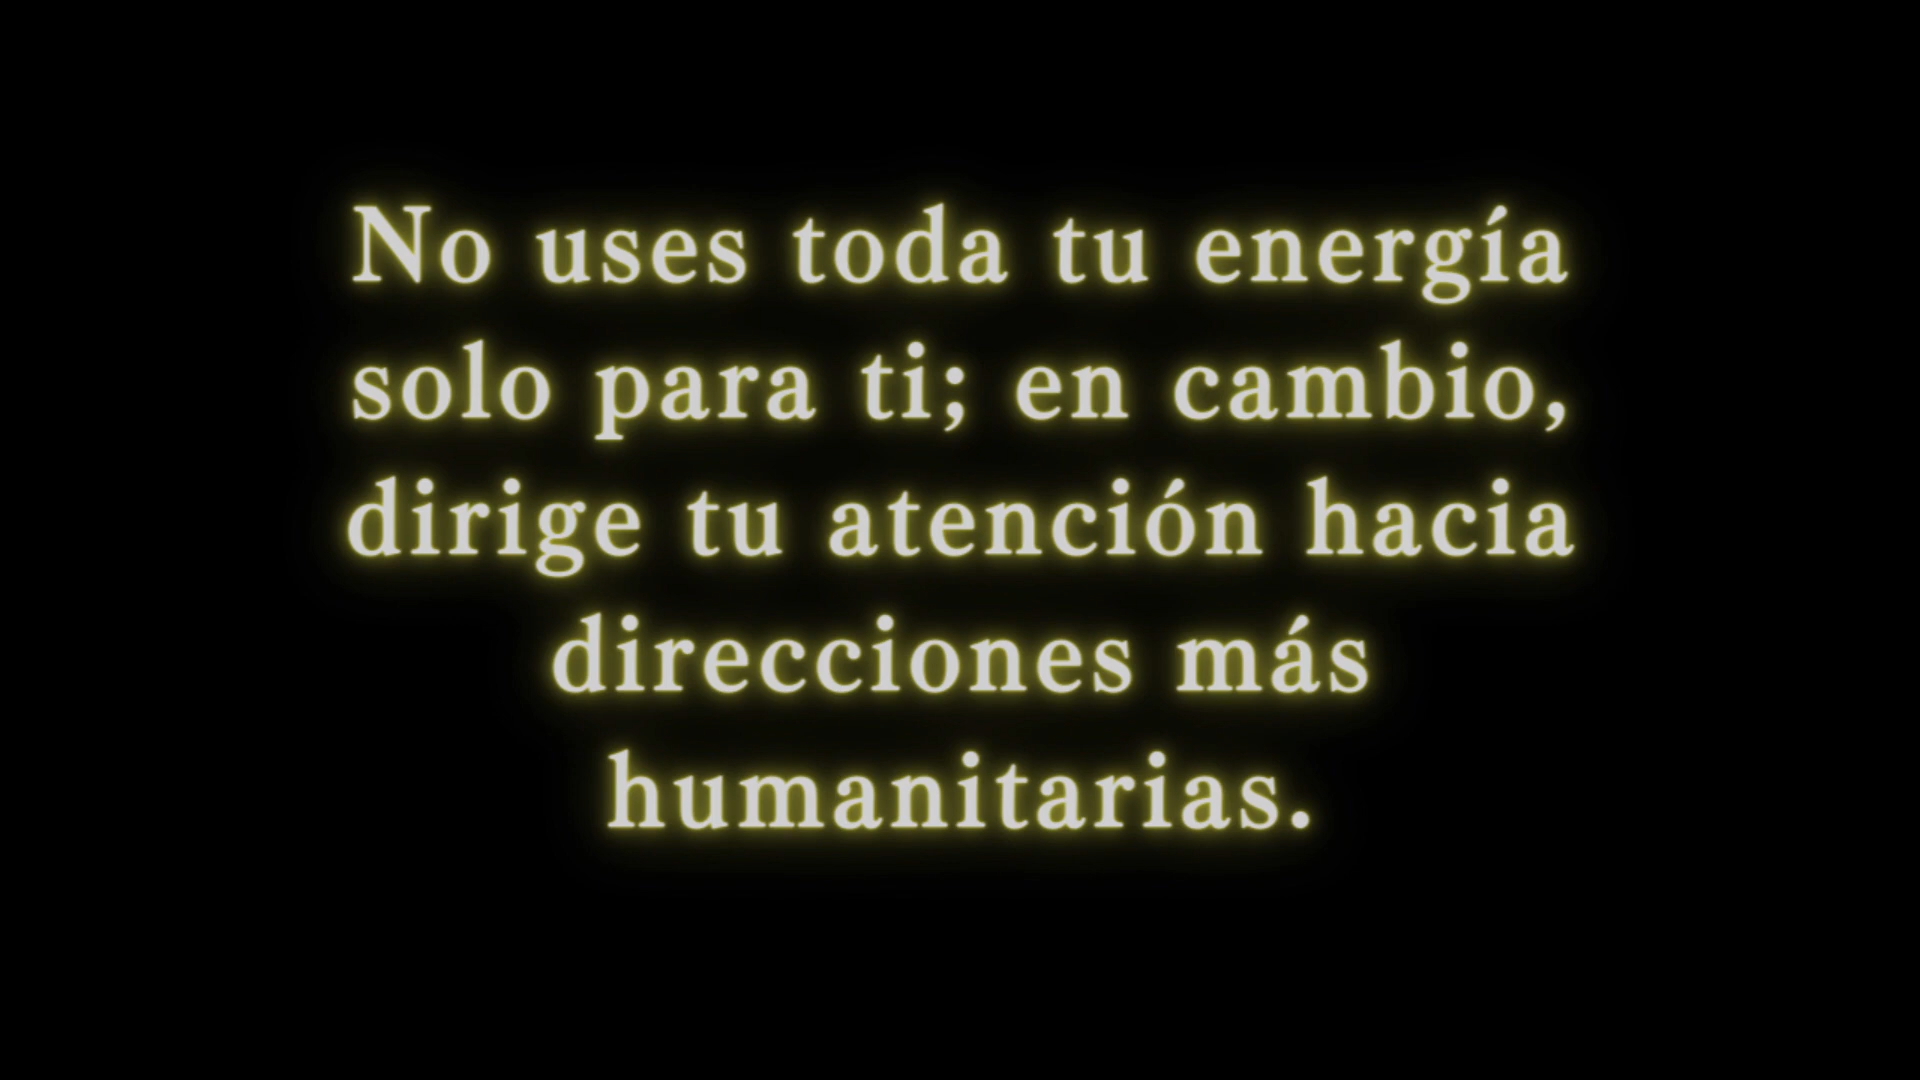 No uses toda tu energía
solo para ti; en cambio,
dirige tu atención hacia
direcciones más
humanitarias.